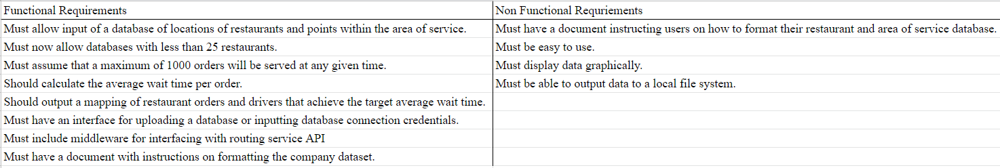 Functional Requirements
Non Functional Requriements
Must allow input of a database of locations of restaurants and points within the area of service.
Must have a document instructing users on how to format their restaurant and area of service database.
Must now allow databases with less than 25 restaurants.
Must be easy to use.
Must assume that a maximum of 1000 orders will be served at any given time.
Must display data graphically.
Should calculate the average wait time per order.
Must be able to output data to a local file system.
Should output a mapping of restaurant orders and drivers that achieve the target average wait time.
Must have an interface for uploading a database or inputting database connection credentials.
Must include middleware for interfacing with routing service API
Must have a document with instructions on formatting the company dataset.